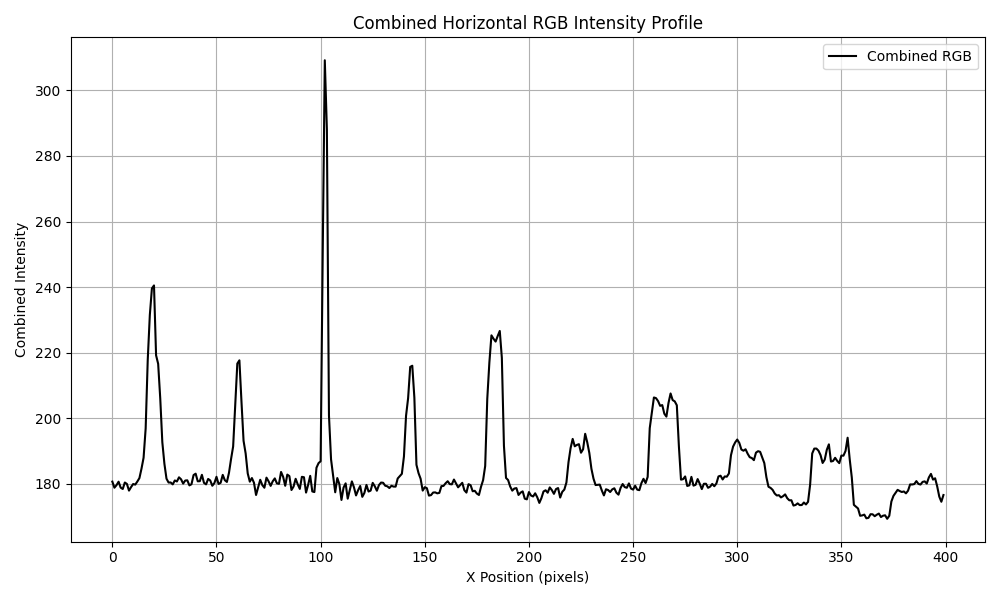 Combined Horizontal RGB Intensity Profile
Combined RGB
Combined Intensity
300
280
260
240
220
200
180
0 50 100 150 200 250 300 350 400
X Position (pixels)